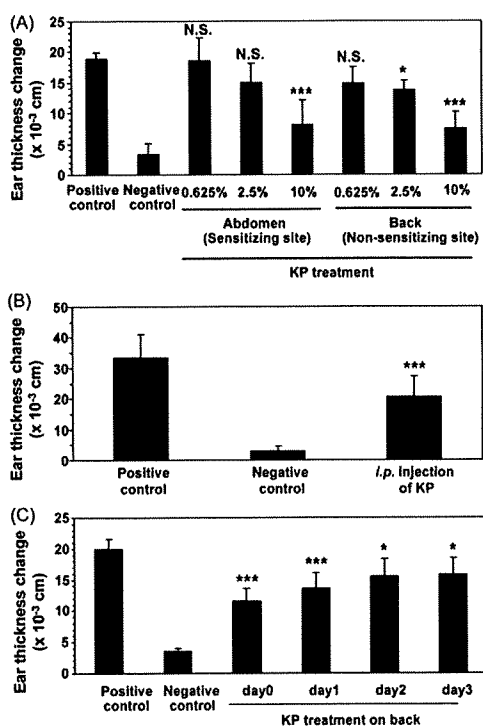 (A)
Ear thickness change
(x 10⁻³ cm)
25
20
15
10
5
0
N.S.
N.S.
***
N.S.
*
***
Positive control
Negative control
0.625%
2.5%
10%
0.625%
2.5%
10%
Abdomen
(Sensitizing site)
Back
(Non-sensitizing site)
KP treatment
(B)
Ear thickness change
(x 10⁻³ cm)
50
40
30
20
10
0
***
Positive
control
Negative
control
i.p. injection
of KP
(C)
Ear thickness change
(x 10⁻³ cm)
25
20
15
10
5
0
***
***
*
*
Positive
control
Negative
control
day0
day1
day2
day3
KP treatment on back